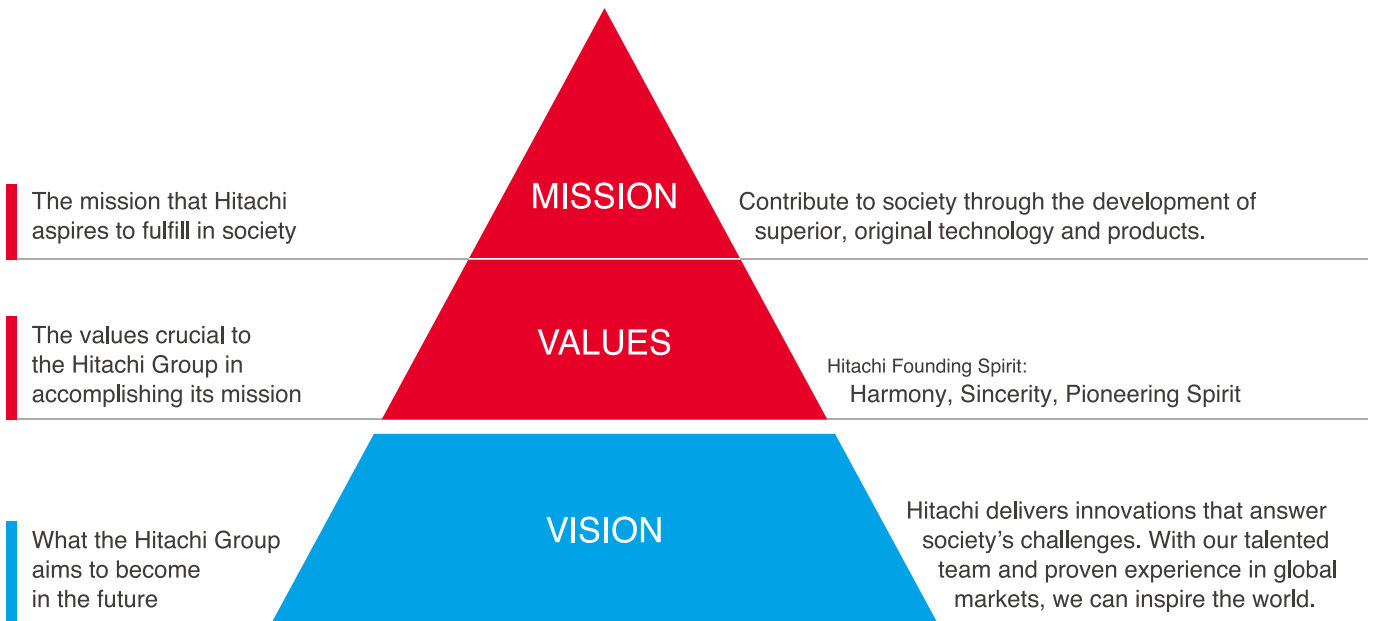 The mission that Hitachi
aspires to fulfill in society
MISSION
Contribute to society through the development of
superior, original technology and products.
The values crucial to
the Hitachi Group in
accomplishing its mission
VALUES
Hitachi Founding Spirit:
Harmony, Sincerity, Pioneering Spirit
What the Hitachi Group
aims to become
in the future
VISION
Hitachi delivers innovations that answer
society's challenges. With our talented
team and proven experience in global
markets, we can inspire the world.